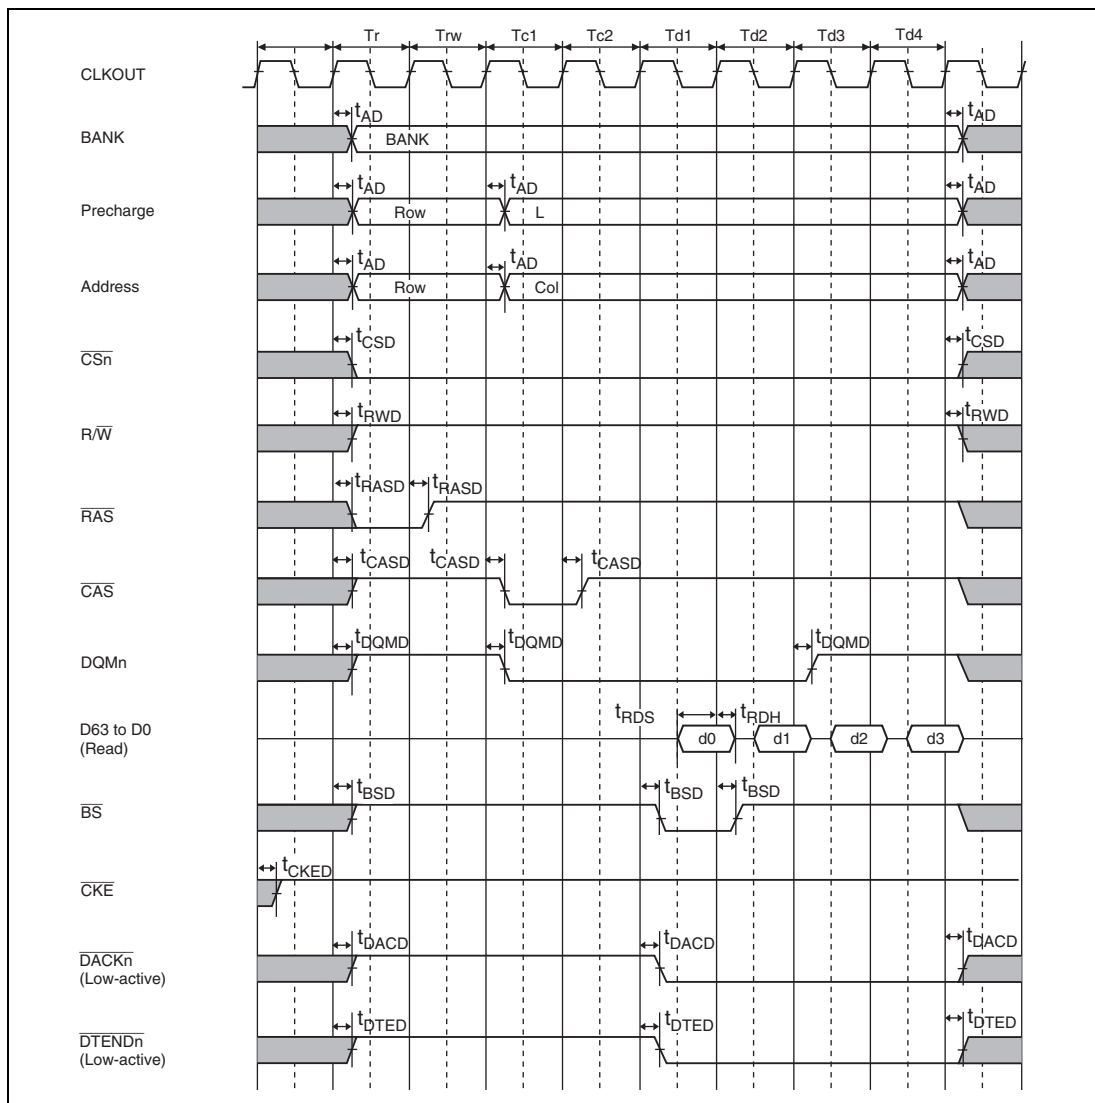 Tr Trw Tc1 Tc2 Td1 Td2 Td3 Td4
CLKOUT
tAD tAD
BANK BANK
tAD tAD tAD
Precharge Row L
tAD tAD tAD
Address Row Col
tCSD tCSD
CSn
tRWD tRWD
R/W
tRASD tRASD
RAS
tCASD tCASD tCASD
CAS
tDQMD tDQMD tDQMD
DQMn
tRDS tRDH
D63 to D0 d0 d1 d2 d3
(Read)
tBSD tBSD tBSD
BS
tCKED
CKE
tDACD tDACD tDACD
DACKn
(Low-active)
tDTED tDTED tDTED
DTENDn
(Low-active)